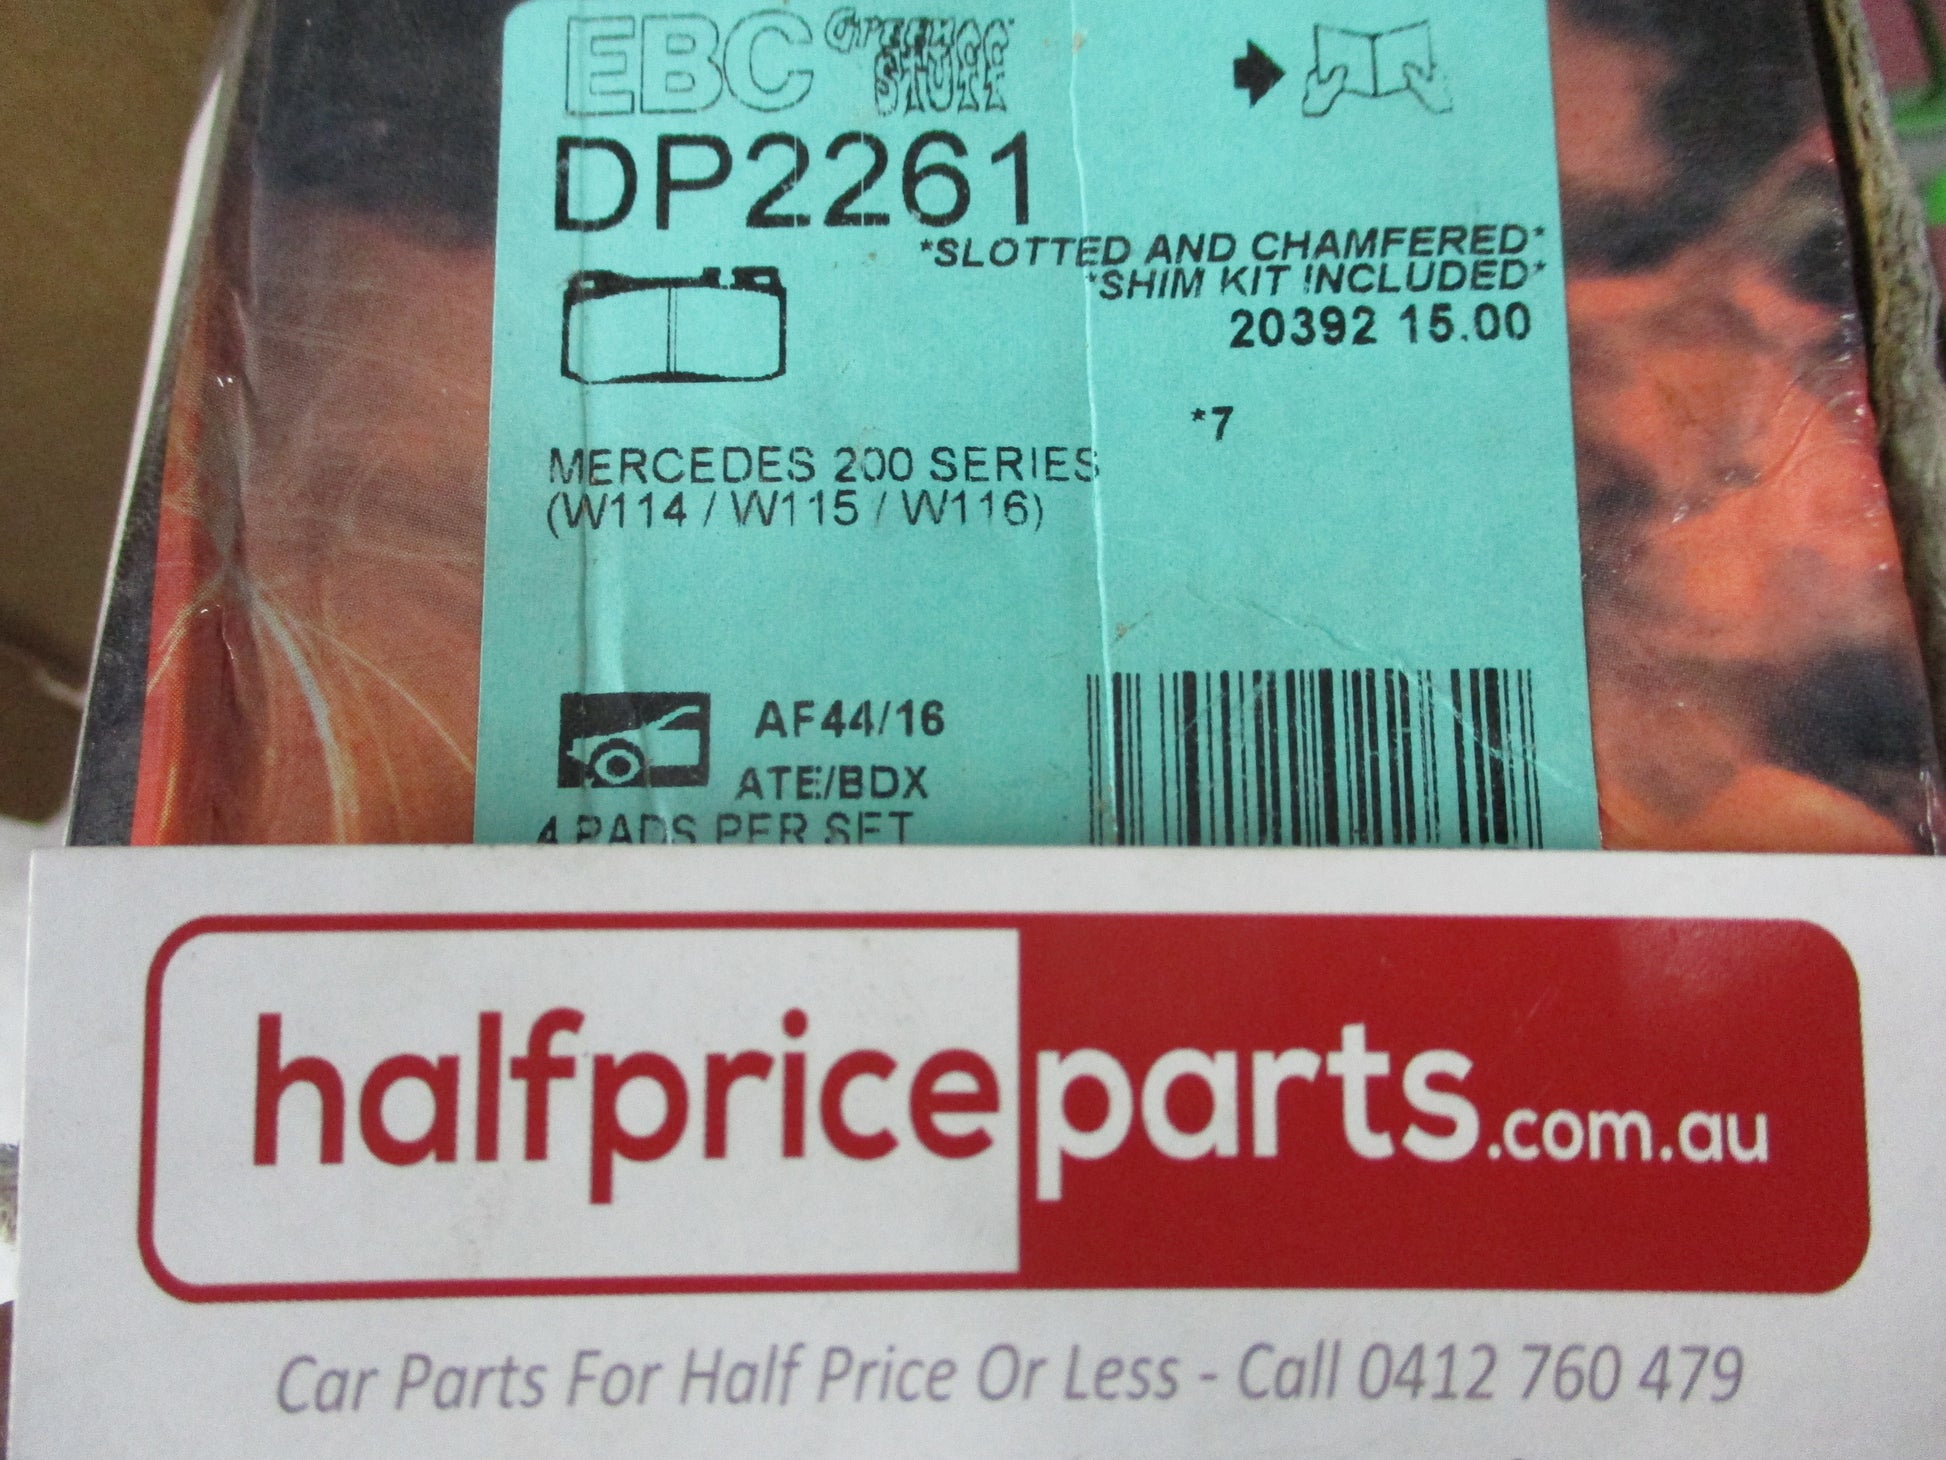 EBC GREEN STUFF
DP2261
*SLOTTED AND CHAMFERED*
*SHIM KIT INCLUDED*
20392 15.00
*7
MERCEDES 200 SERIES
(W114 / W115 / W116)
AF44/16
ATE/BDX
4 PADS PER SET
halfpriceparts.com.au
Car Parts For Half Price Or Less - Call 0412 760 479